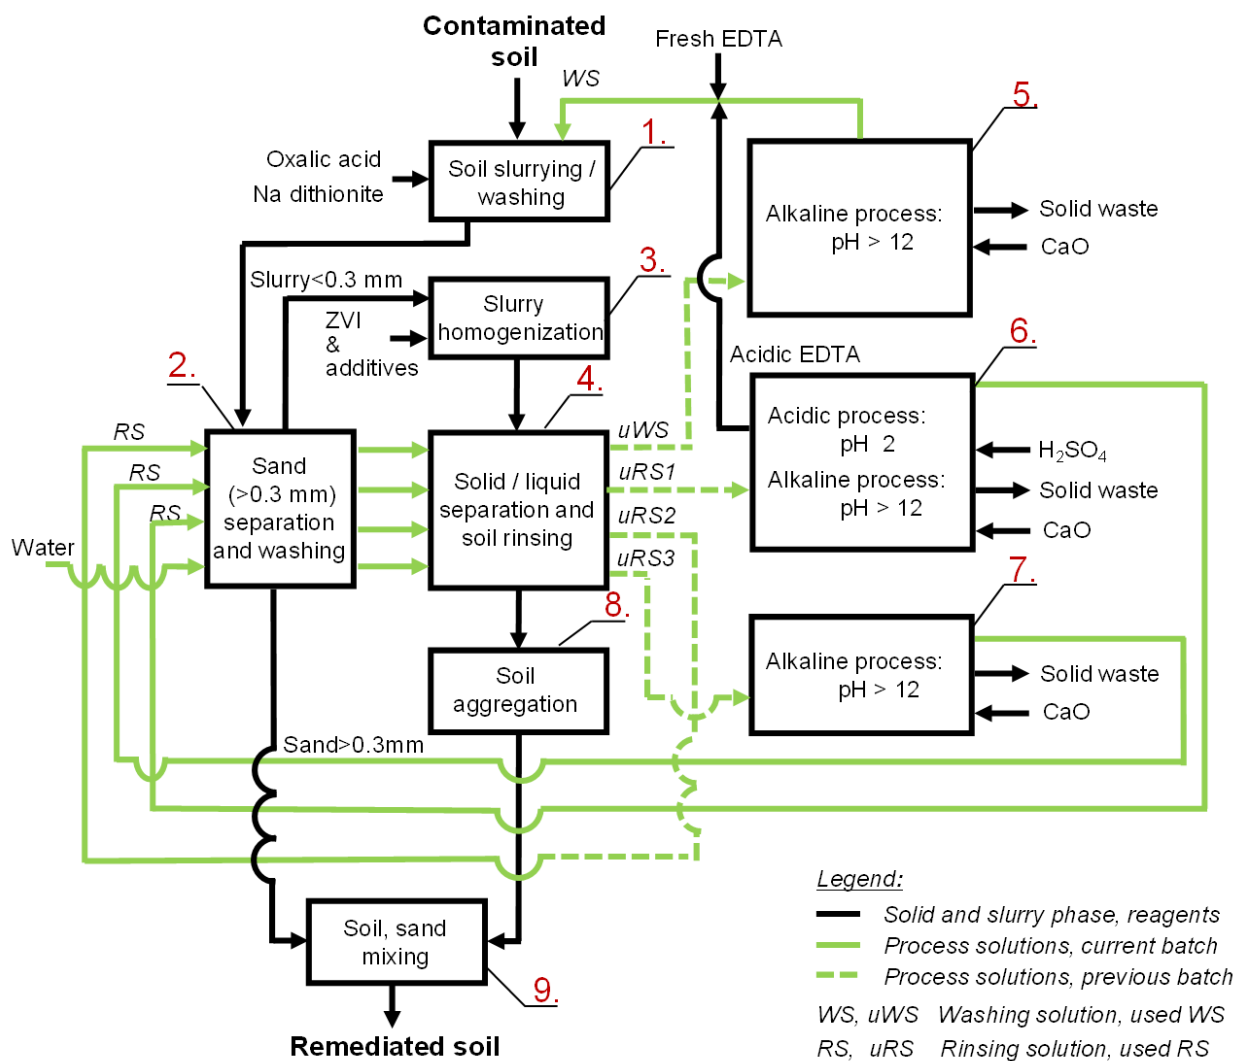 Contaminated
soil
Fresh EDTA
WS
5.
1.
Oxalic acid
Na dithionite
Soil slurrying /
washing
Alkaline process:
pH > 12
Solid waste
CaO
Slurry<0.3 mm
3.
ZVI
&
additives
Slurry
homogenization
2.
4.
Acidic EDTA
6.
RS
RS
RS
Water
Sand
(>0.3 mm)
separation
and washing
Solid / liquid
separation and
soil rinsing
uWS
uRS1
uRS2
uRS3
Acidic process:
pH 2
Alkaline process:
pH > 12
H2SO4
Solid waste
CaO
7.
8.
Soil
aggregation
Alkaline process:
pH > 12
Solid waste
CaO
Sand>0.3mm
Soil, sand
mixing
9.
Remediated soil
Legend:
Solid and slurry phase, reagents
Process solutions, current batch
Process solutions, previous batch
WS, uWS Washing solution, used WS
RS, uRS Rinsing solution, used RS